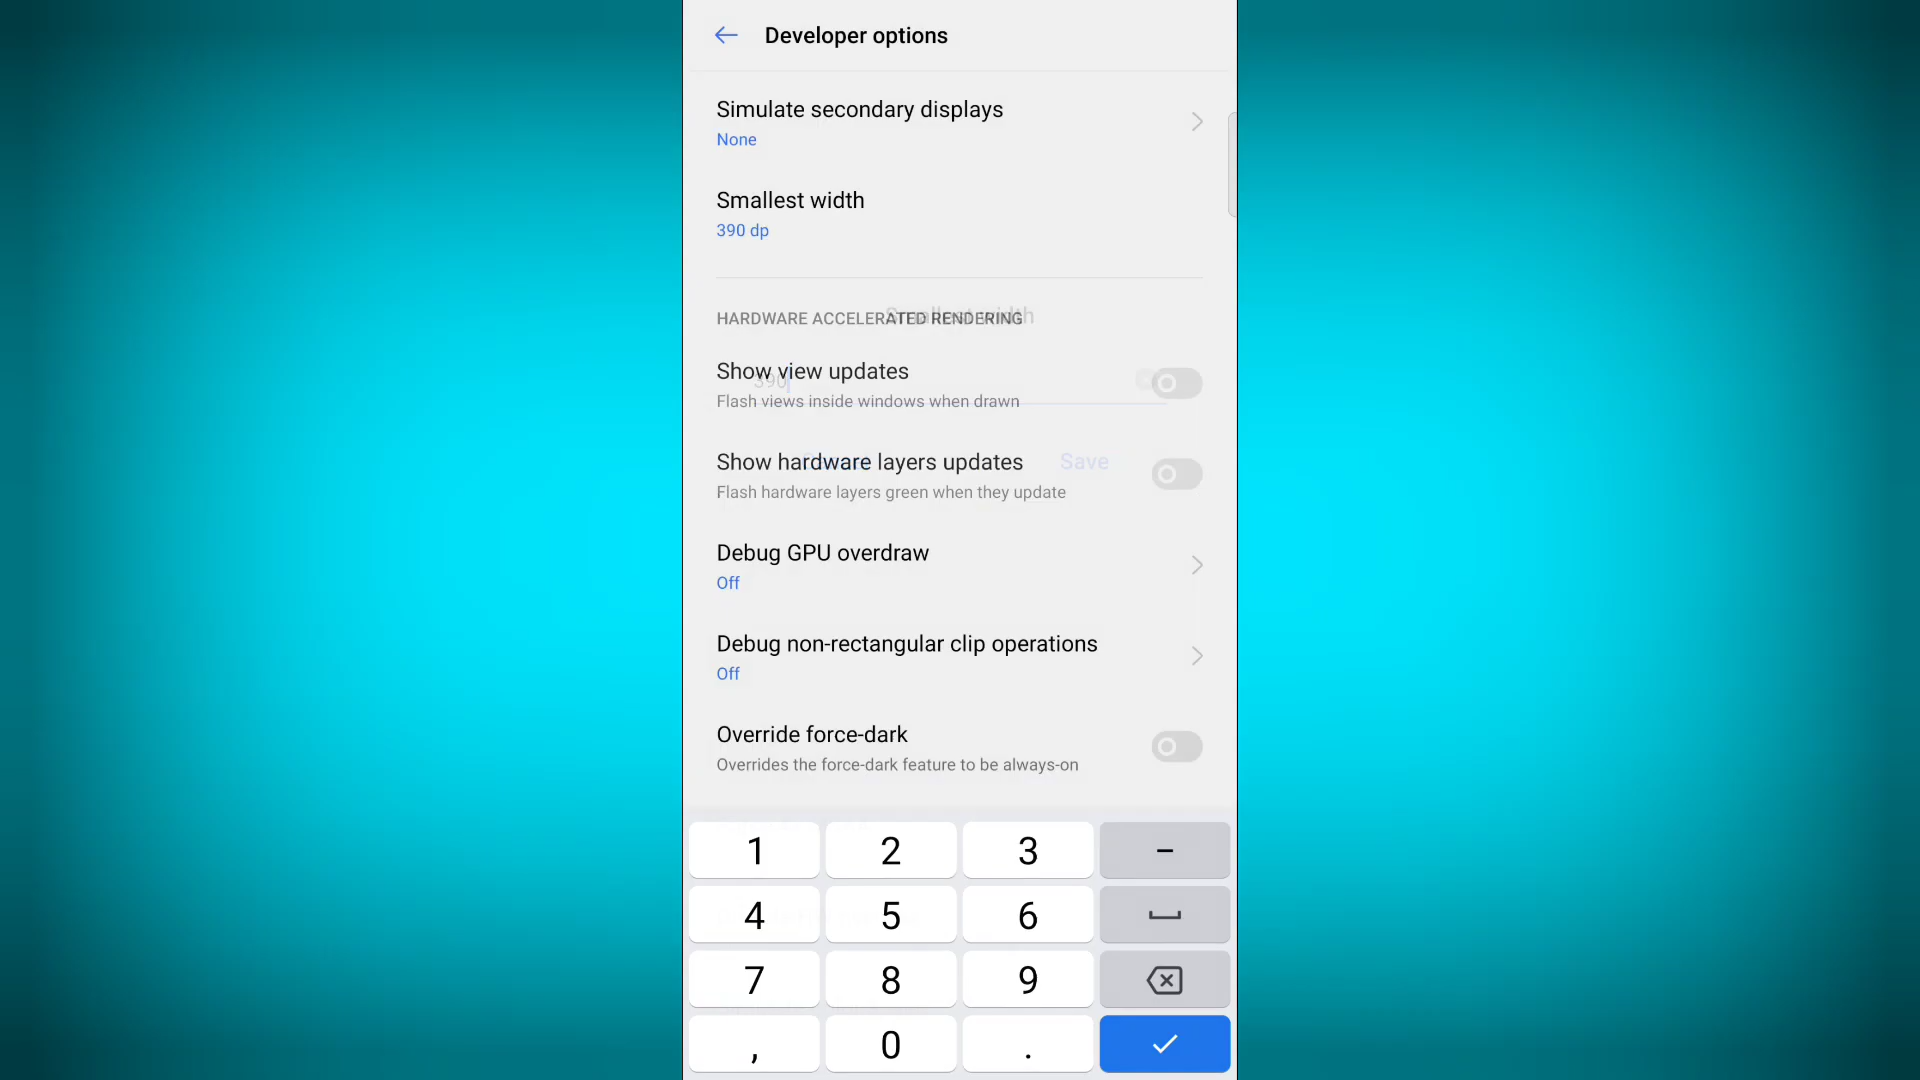 Developer options
Simulate secondary displays
None
Smallest width
390 dp
Smallest width
HARDWARE ACCELERATED RENDERING
Show view updates
390
Flash views inside windows when drawn
Show hardware layers updates
Save
Flash hardware layers green when they update
Debug GPU overdraw
Off
Debug non-rectangular clip operations
Off
Override force-dark
Overrides the force-dark feature to be always-on
1 2 3 -
4 5 6
7 8 9
, 0 .